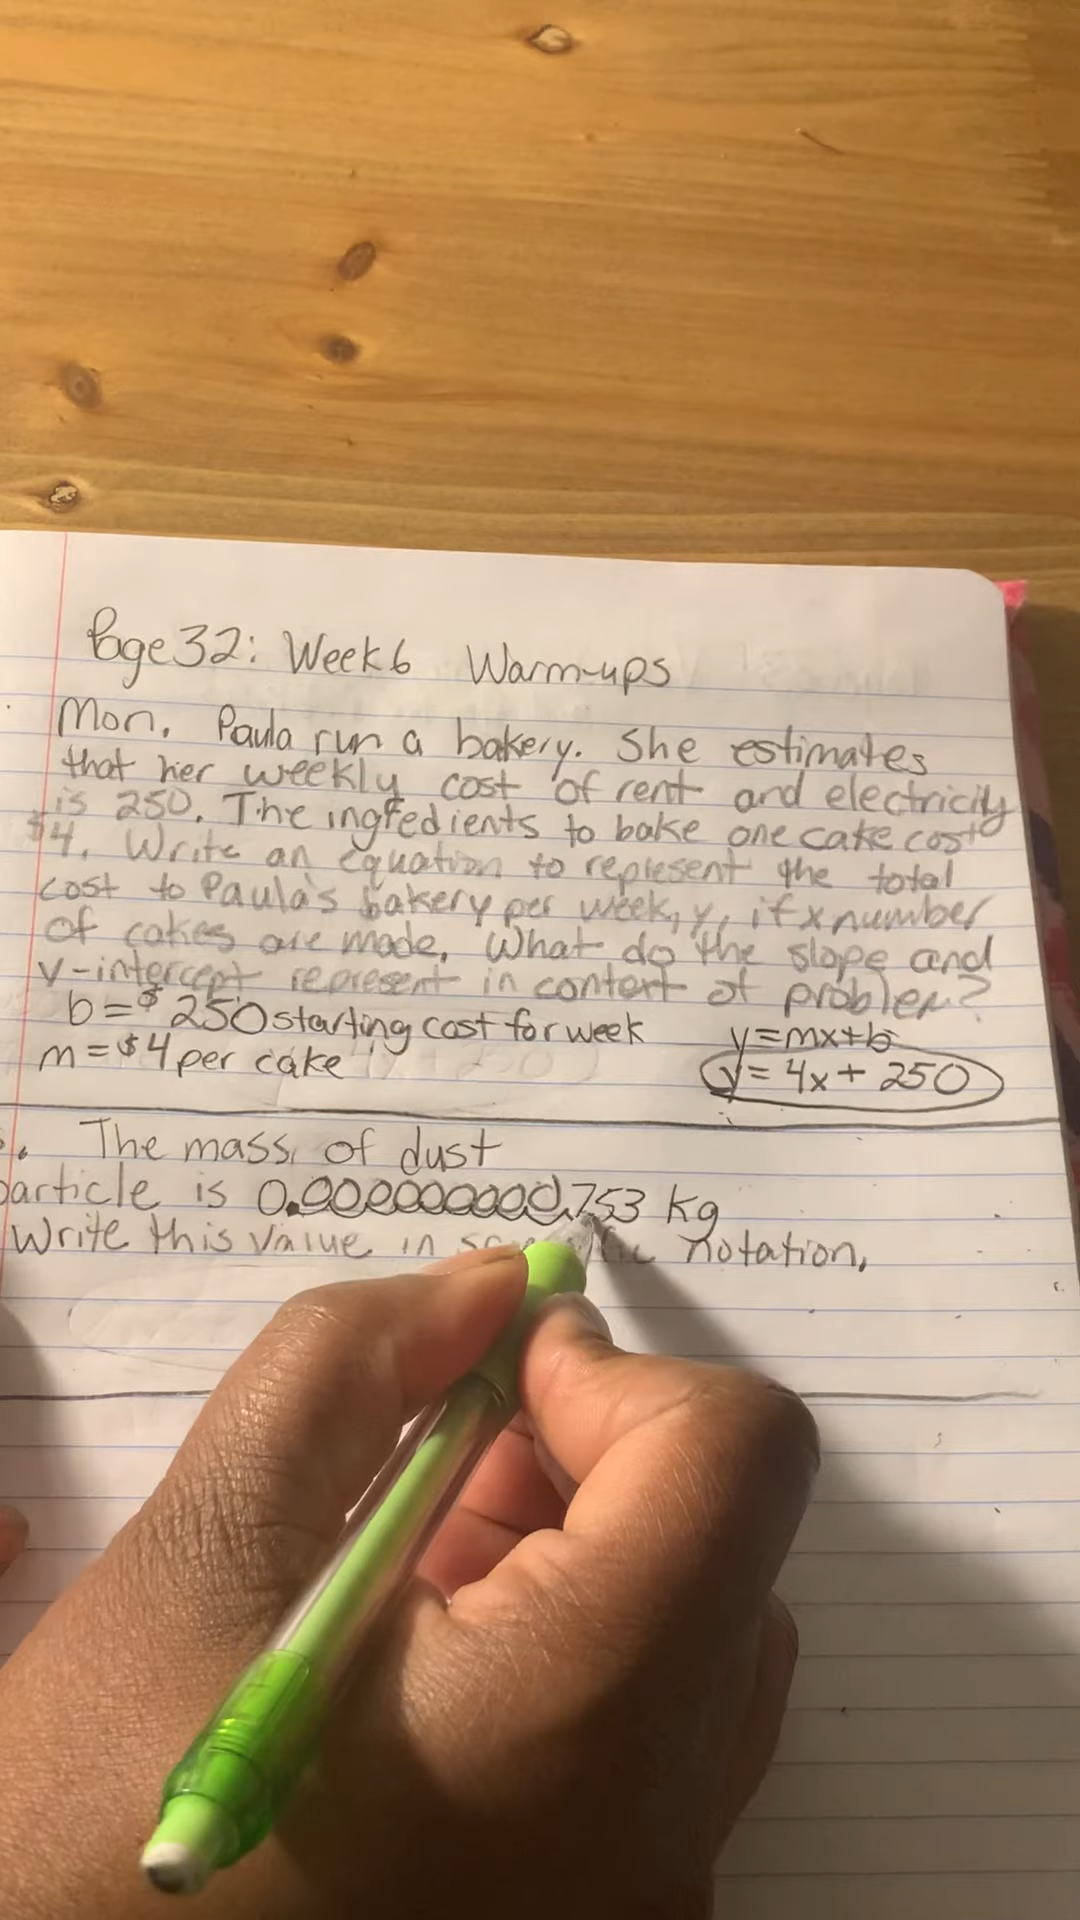 Page 32: Week 6 Warm-ups
Mon. Paula run a bakery. She estimates
that her weekly cost of rent and electricity
is 250. The ingredients to bake one cake cost
$4. Write an equation to represent the total
cost to Paula's bakery per week, y, if x number
of cakes are made. What do the slope and
y-intercept represent in context of problem?
b = $250 starting cost for week
m = $4 per cake
y = mx + b
y = 4x + 250
The mass of dust
particle is 753 kg
Write this value in notation.